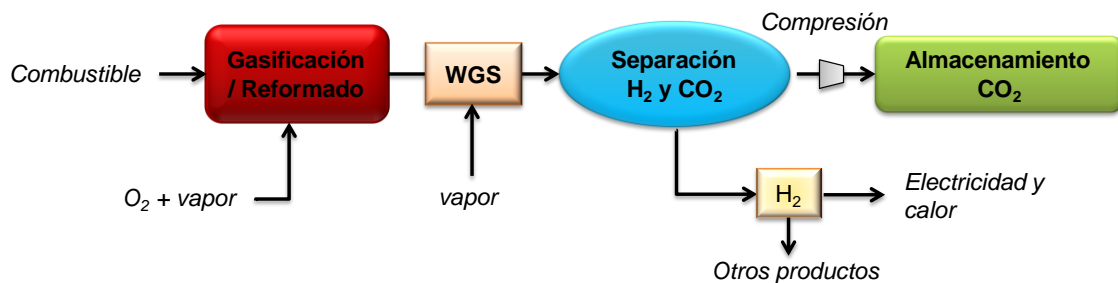 Compresión
Combustible
Gasificación
/ Reformado
WGS
Separación
H₂ y CO₂
Almacenamiento
CO₂
O₂ + vapor
vapor
H₂
Electricidad y
calor
Otros productos